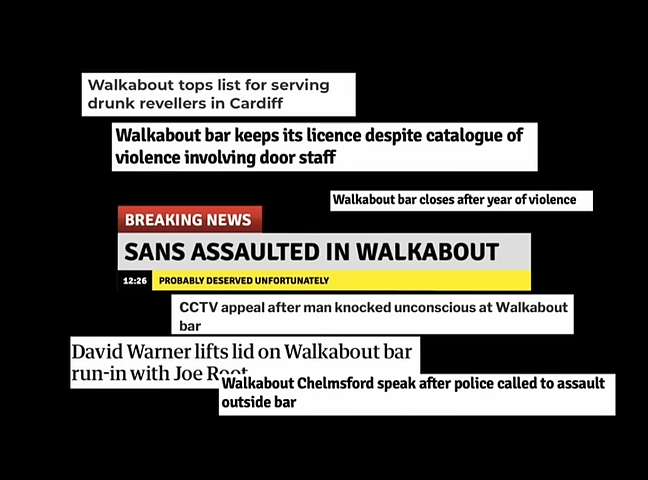 Walkabout tops list for serving
drunk revellers in Cardiff
Walkabout bar keeps its licence despite catalogue of
violence involving door staff
Walkabout bar closes after year of violence
BREAKING NEWS
SANS ASSAULTED IN WALKABOUT
12:26 PROBABLY DESERVED UNFORTUNATELY
CCTV appeal after man knocked unconscious at Walkabout
bar
David Warner lifts lid on Walkabout bar
run-in with Joe Root
Walkabout Chelmsford speak after police called to assault
outside bar